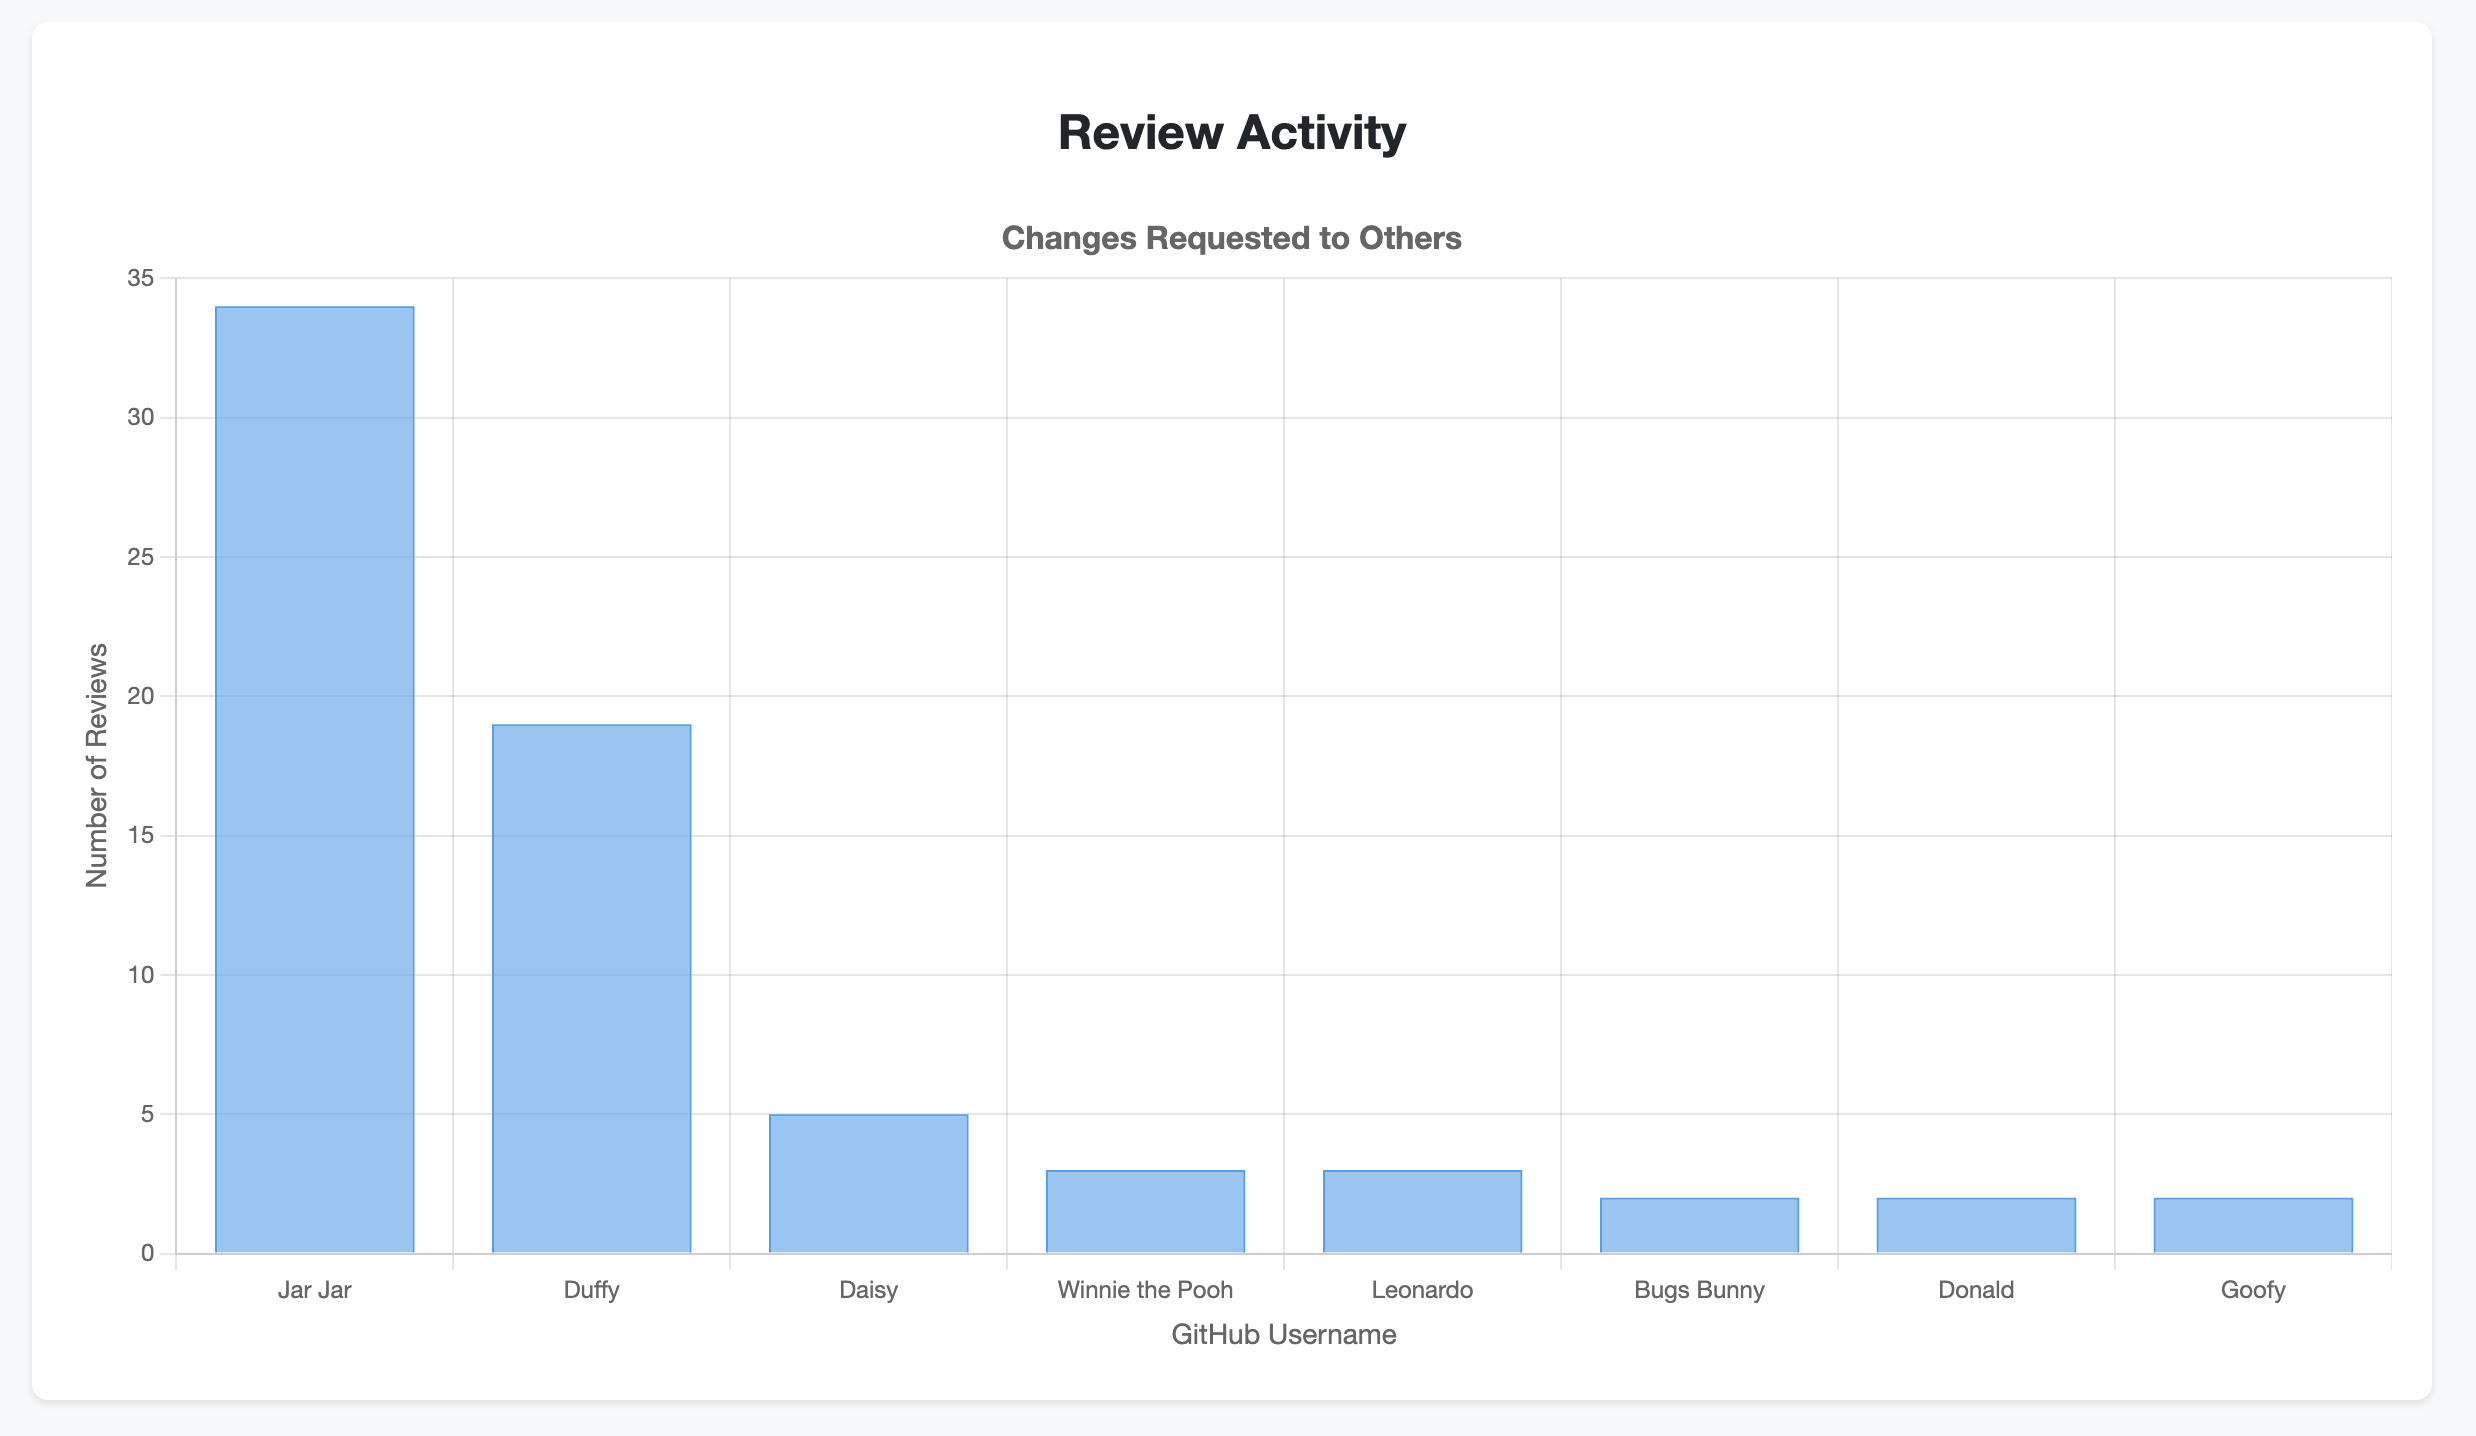 Review Activity
Changes Requested to Others
35
30
25
20
15
10
5
0
Number of Reviews
Jar Jar
Duffy
Daisy
Winnie the Pooh
Leonardo
Bugs Bunny
Donald
Goofy
GitHub Username